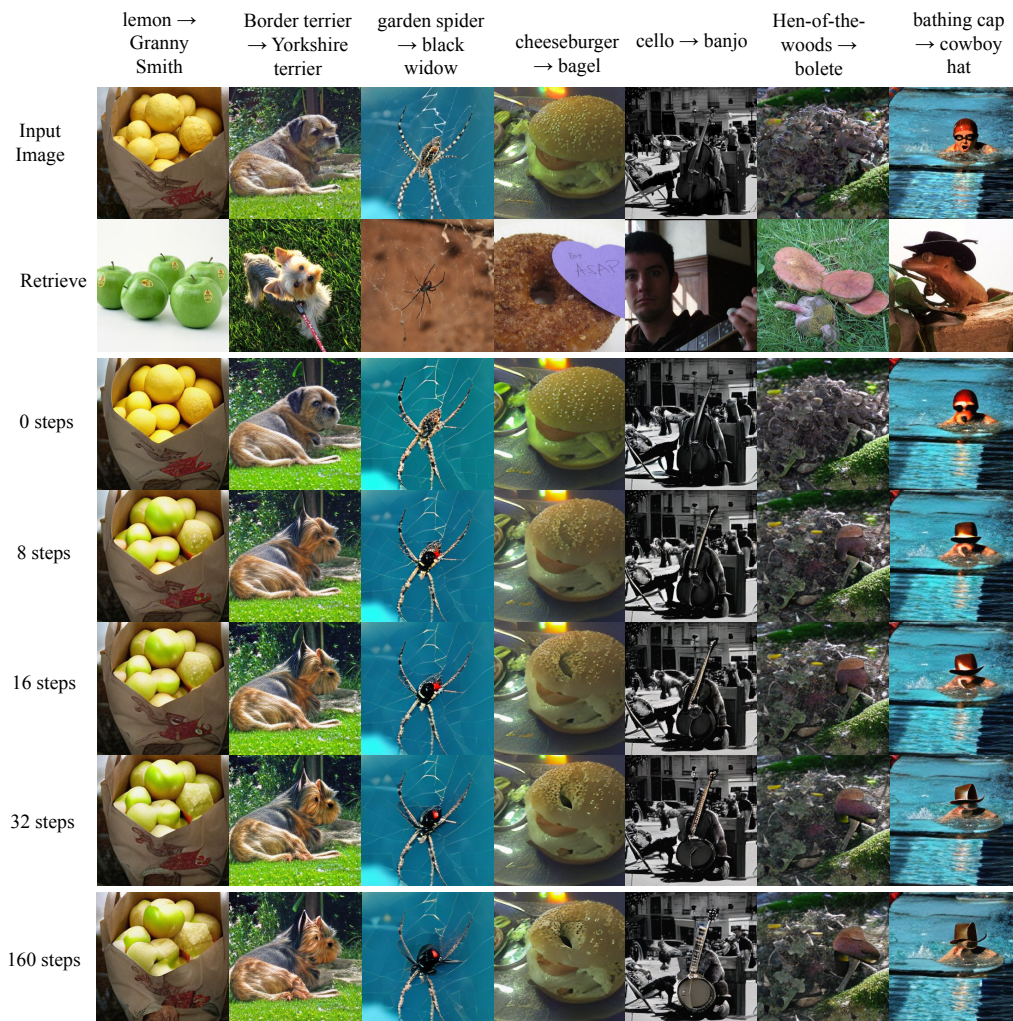 lemon →
Granny
Smith
Border terrier
→ Yorkshire
terrier
garden spider
→ black
widow
cheeseburger
→ bagel
cello → banjo
Hen-of-the-
woods →
bolete
bathing cap
→ cowboy
hat
Input
Image
Retrieve
For
ASAP
0 steps
8 steps
16 steps
32 steps
160 steps